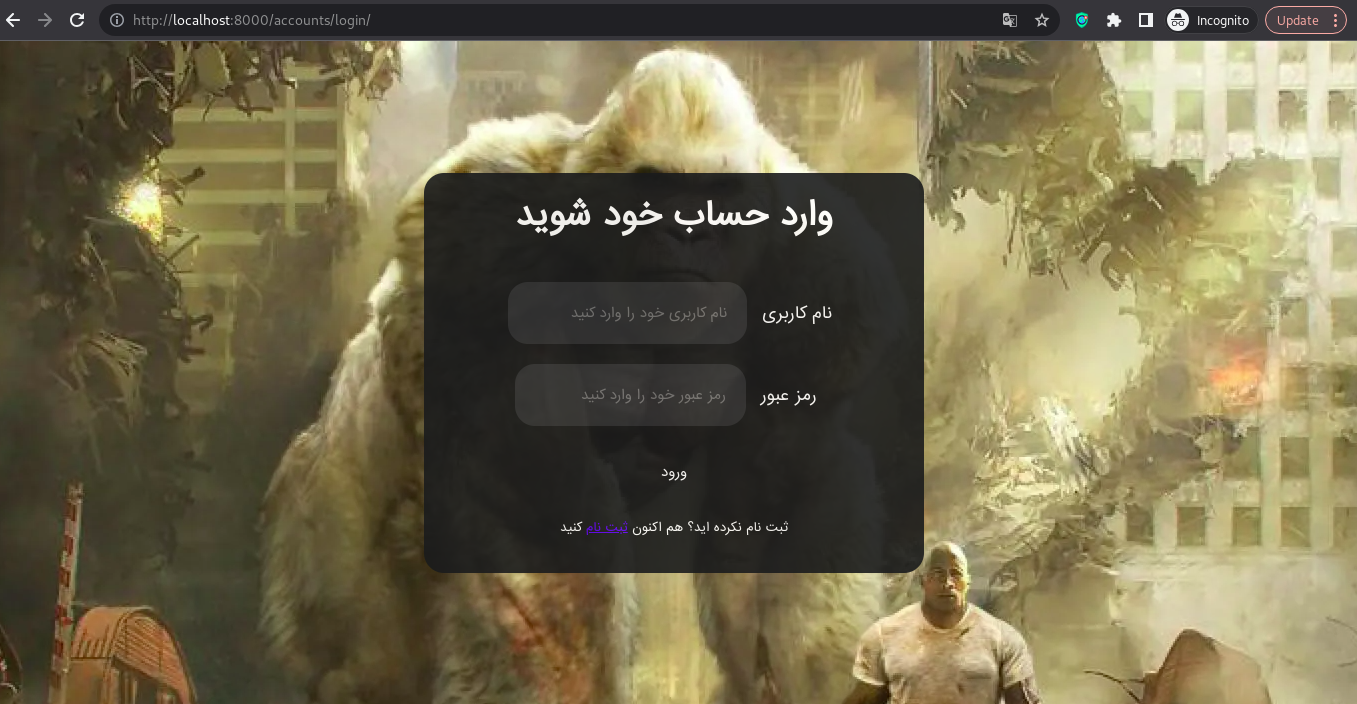 http://localhost:8000/accounts/login/
Incognito
Update
وارد حساب خود شوید
نام کاربری
نام کاربری خود را وارد کنید
رمز عبور
رمز عبور خود را وارد کنید
ورود
ثبت نام نکرده اید؟ هم اکنون ثبت نام کنید